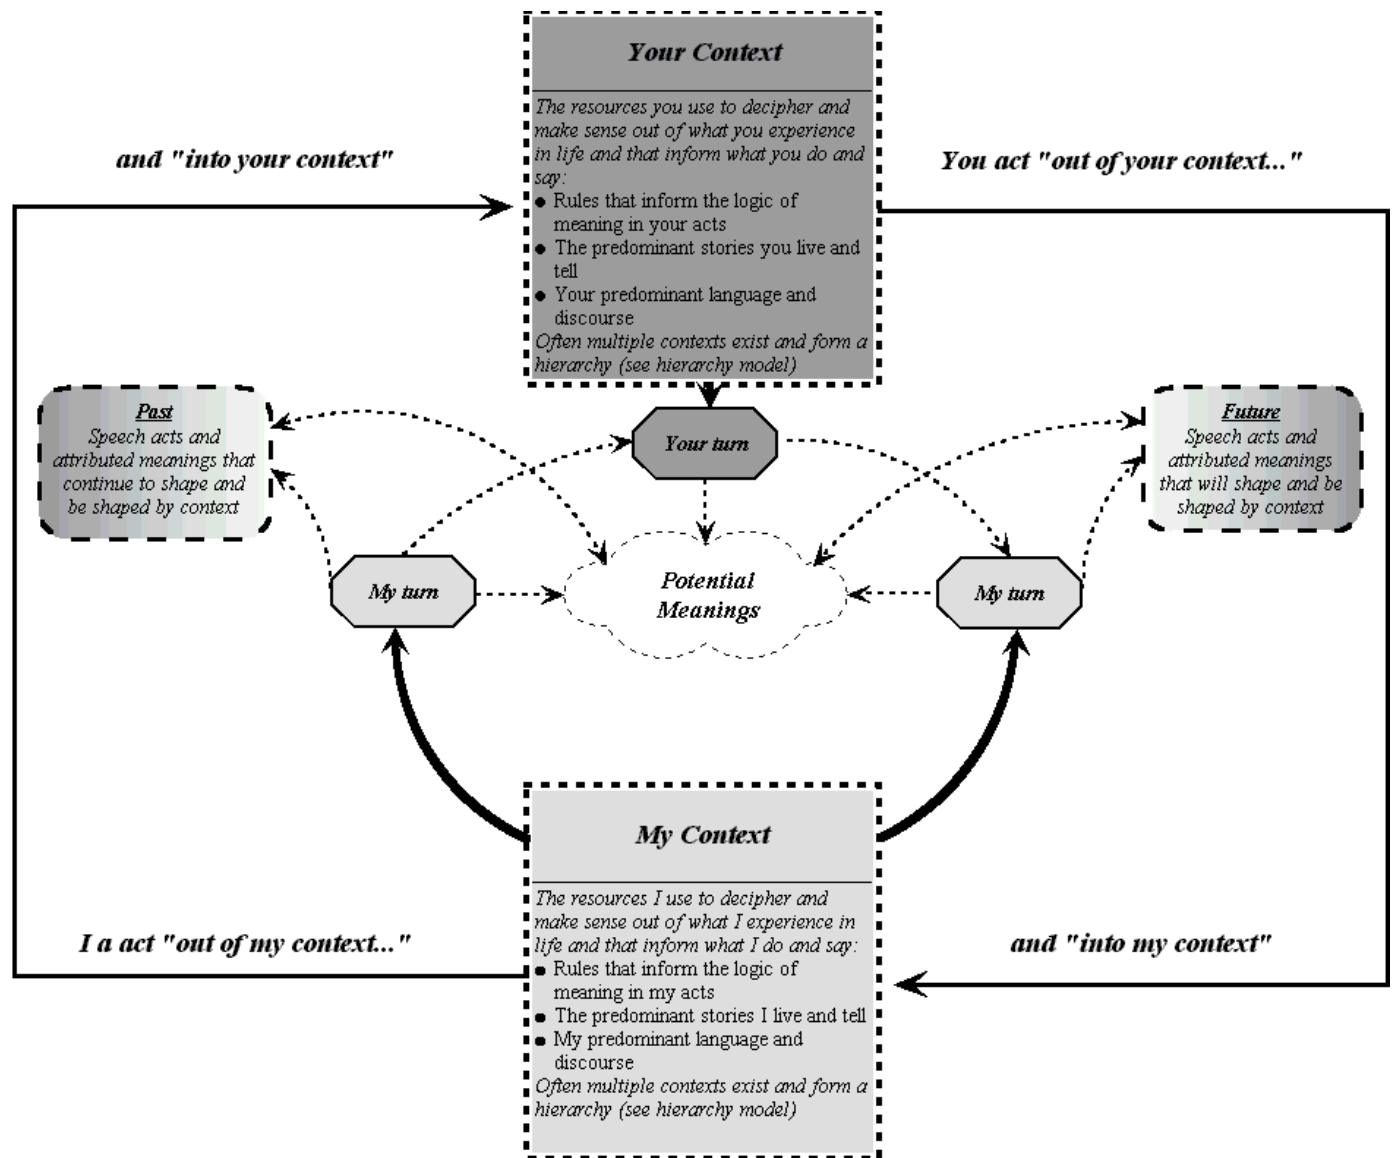 Your Context
The resources you use to decipher and
make sense out of what you experience
in life and that inform what you do and
say:
● Rules that inform the logic of
meaning in your acts
● The predominant stories you live and
tell
● Your predominant language and
discourse
Often multiple contexts exist and form a
hierarchy (see hierarchy model)
and "into your context"
You act "out of your context..."
Past
Speech acts and
attributed meanings that
continue to shape and
be shaped by context
Your turn
Future
Speech acts and
attributed meanings
that will shape and be
shaped by context
My turn
Potential
Meanings
My turn
My Context
The resources I use to decipher and
make sense out of what I experience in
life and that inform what I do and say:
● Rules that inform the logic of
meaning in my acts
● The predominant stories I live and tell
● My predominant language and
discourse
Often multiple contexts exist and form a
hierarchy (see hierarchy model)
I a act "out of my context..."
and "into my context"